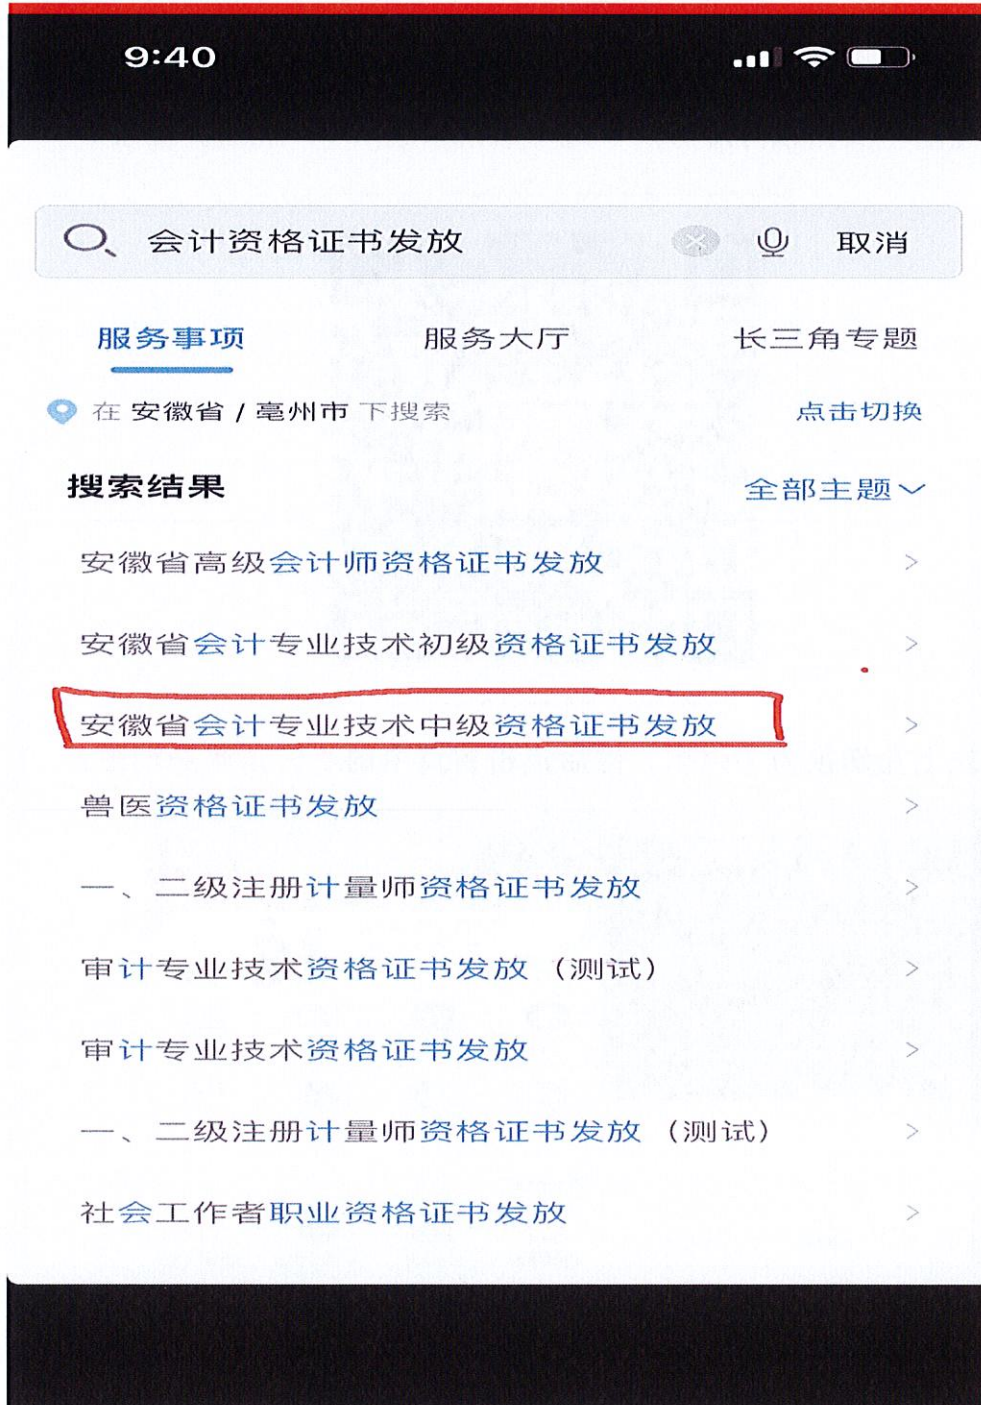 9:40
会计资格证书发放 取消
服务事项 服务大厅 长三角专题
在 安徽省 / 亳州市 下搜索 点击切换
搜索结果 全部主题
安徽省高级会计师资格证书发放
安徽省会计专业技术初级资格证书发放
安徽省会计专业技术中级资格证书发放
兽医资格证书发放
一、二级注册计量师资格证书发放
审计专业技术资格证书发放（测试）
审计专业技术资格证书发放
一、二级注册计量师资格证书发放（测试）
社会工作者职业资格证书发放